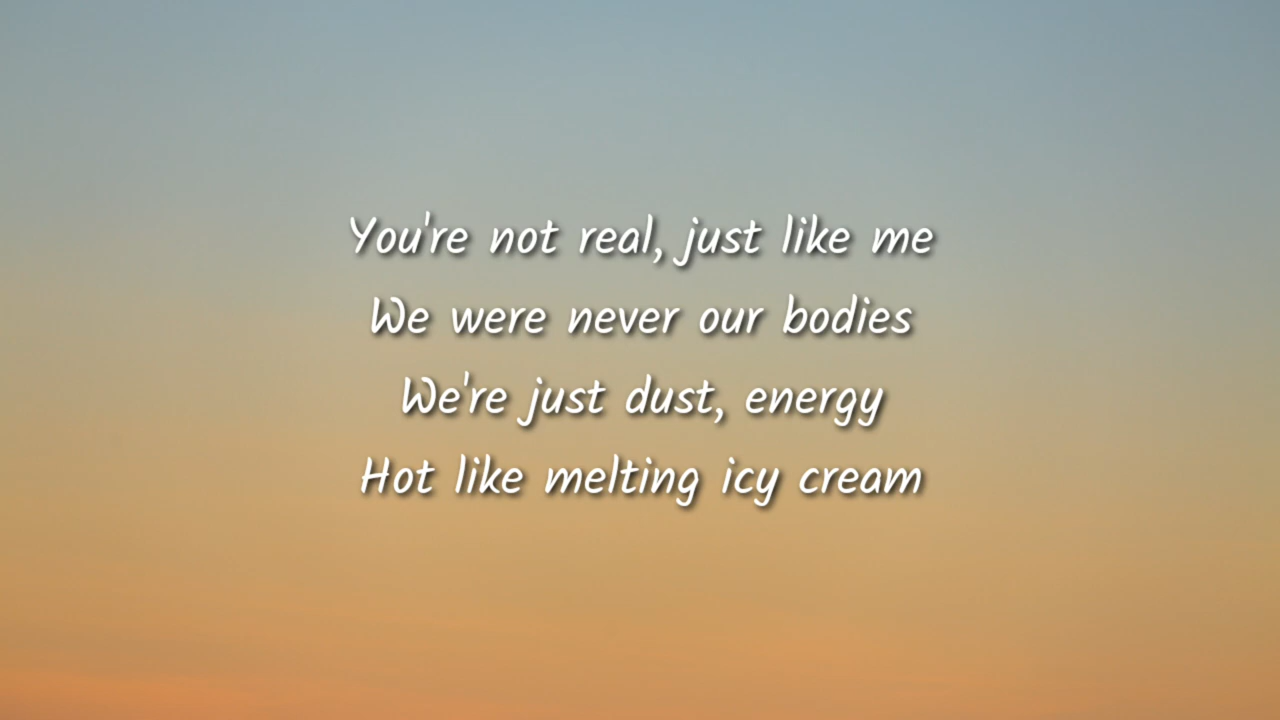 You're not real, just like me
We were never our bodies
We're just dust, energy
Hot like melting icy cream